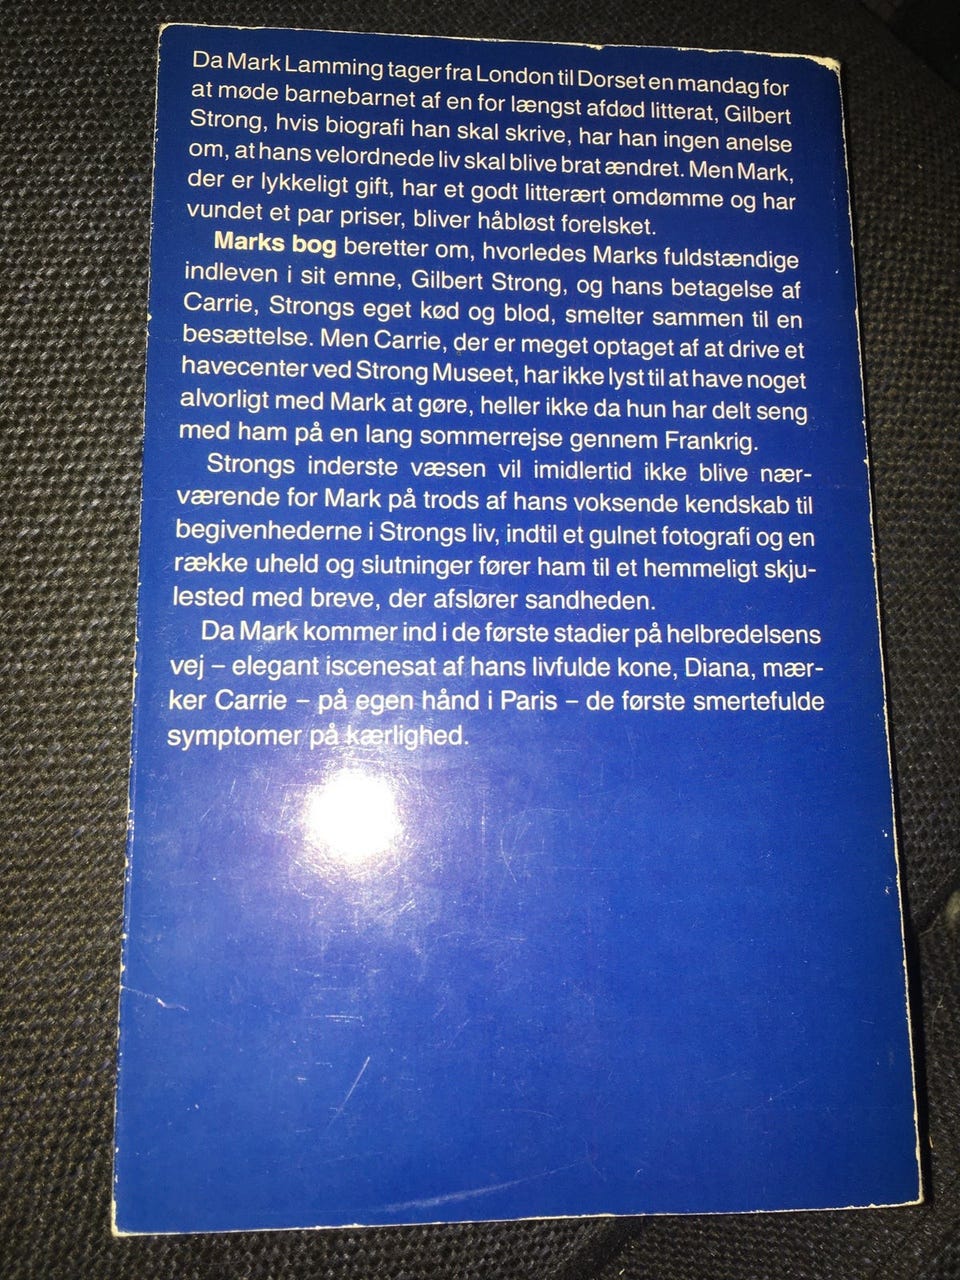 Da Mark Lamming tager fra London til Dorset en mandag for
at møde barnebarnet af en for længst afdød litterat, Gilbert
Strong, hvis biografi han skal skrive, har han ingen anelse
om, at hans velordnede liv skal blive brat ændret. Men Mark,
der er lykkeligt gift, har et godt litterært omdømme og har
vundet et par priser, bliver håbløst forelsket.
Marks bog beretter om, hvorledes Marks fuldstændige
indleven i sit emne, Gilbert Strong, og hans betagelse af
Carrie, Strongs eget kød og blod, smelter sammen til en
besættelse. Men Carrie, der er meget optaget af at drive et
havecenter ved Strong Museet, har ikke lyst til at have noget
alvorligt med Mark at gøre, heller ikke da hun har delt seng
med ham på en lang sommerrejse gennem Frankrig.
Strongs inderste væsen vil imidlertid ikke blive nær-
værende for Mark på trods af hans voksende kendskab til
begivenhederne i Strongs liv, indtil et gulnet fotografi og en
række uheld og slutninger fører ham til et hemmeligt skju-
lested med breve, der afslører sandheden.
Da Mark kommer ind i de første stadier på helbredelsens
vej – elegant iscenesat af hans livfulde kone, Diana, mær-
ker Carrie – på egen hånd i Paris – de første smertefulde
symptomer på kærlighed.